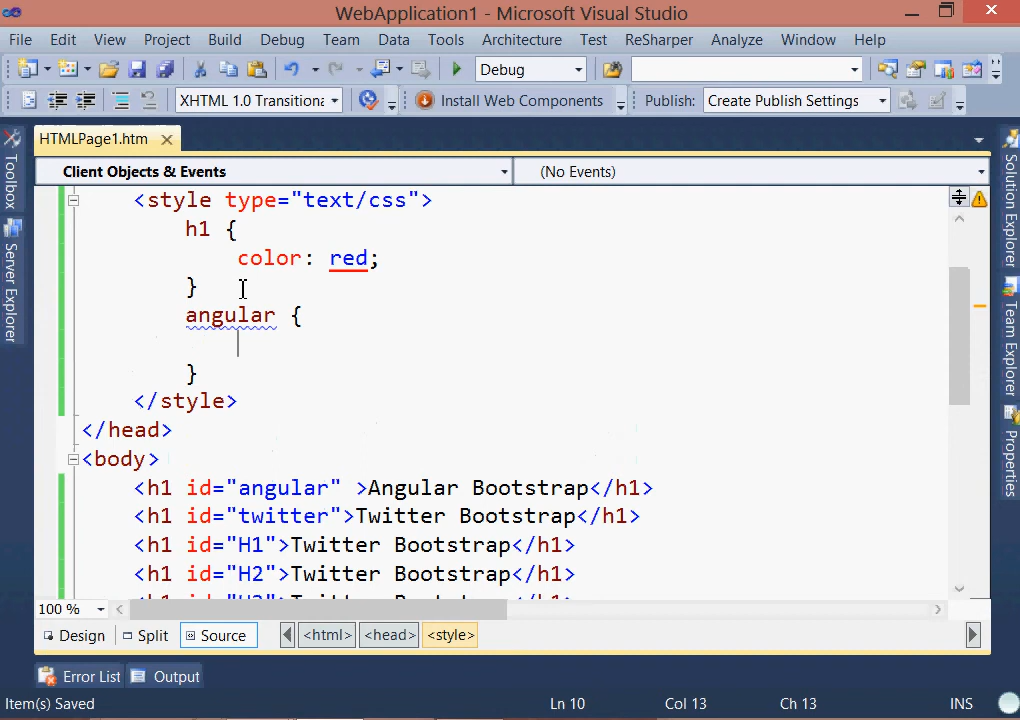 WebApplication1 - Microsoft Visual Studio
File Edit View Project Build Debug Team Data Tools Architecture Test ReSharper Analyze Window Help
Debug
XHTML 1.0 Transitiona Install Web Components Publish: Create Publish Settings
HTMLPage1.htm
Client Objects & Events (No Events)
Toolbox
Server Explorer
<style type="text/css">
h1 {
color: red;
}
angular {
}
</style>
</head>
<body>
<h1 id="angular" >Angular Bootstrap</h1>
<h1 id="twitter">Twitter Bootstrap</h1>
<h1 id="H1">Twitter Bootstrap</h1>
<h1 id="H2">Twitter Bootstrap</h1>
Solution Explorer
Team Explorer
Properties
100 %
Design Split Source <html> <head> <style>
Error List Output
Item(s) Saved Ln 10 Col 13 Ch 13 INS